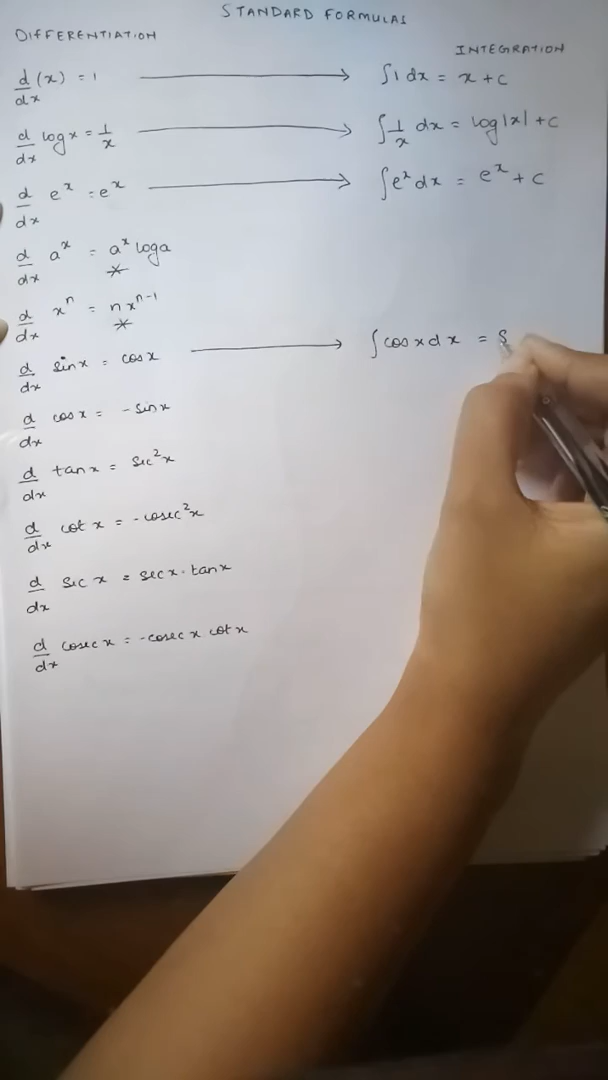 STANDARD FORMULAS
DIFFERENTIATION
INTEGRATION
d/dx (x) = 1 ⟶ ∫1 dx = x + c
d/dx log x = 1/x ⟶ ∫1/x dx = log|x| + c
d/dx e^x = e^x ⟶ ∫e^x dx = e^x + c
d/dx a^x = a^x log a
*
d/dx x^n = n x^(n-1)
*
d/dx sin x = cos x ⟶ ∫cos x dx = S
d/dx cos x = - sin x
d/dx tan x = sec²x
d/dx cot x = -cosec²x
d/dx sec x = sec x · tan x
d/dx cosec x = -cosec x cot x